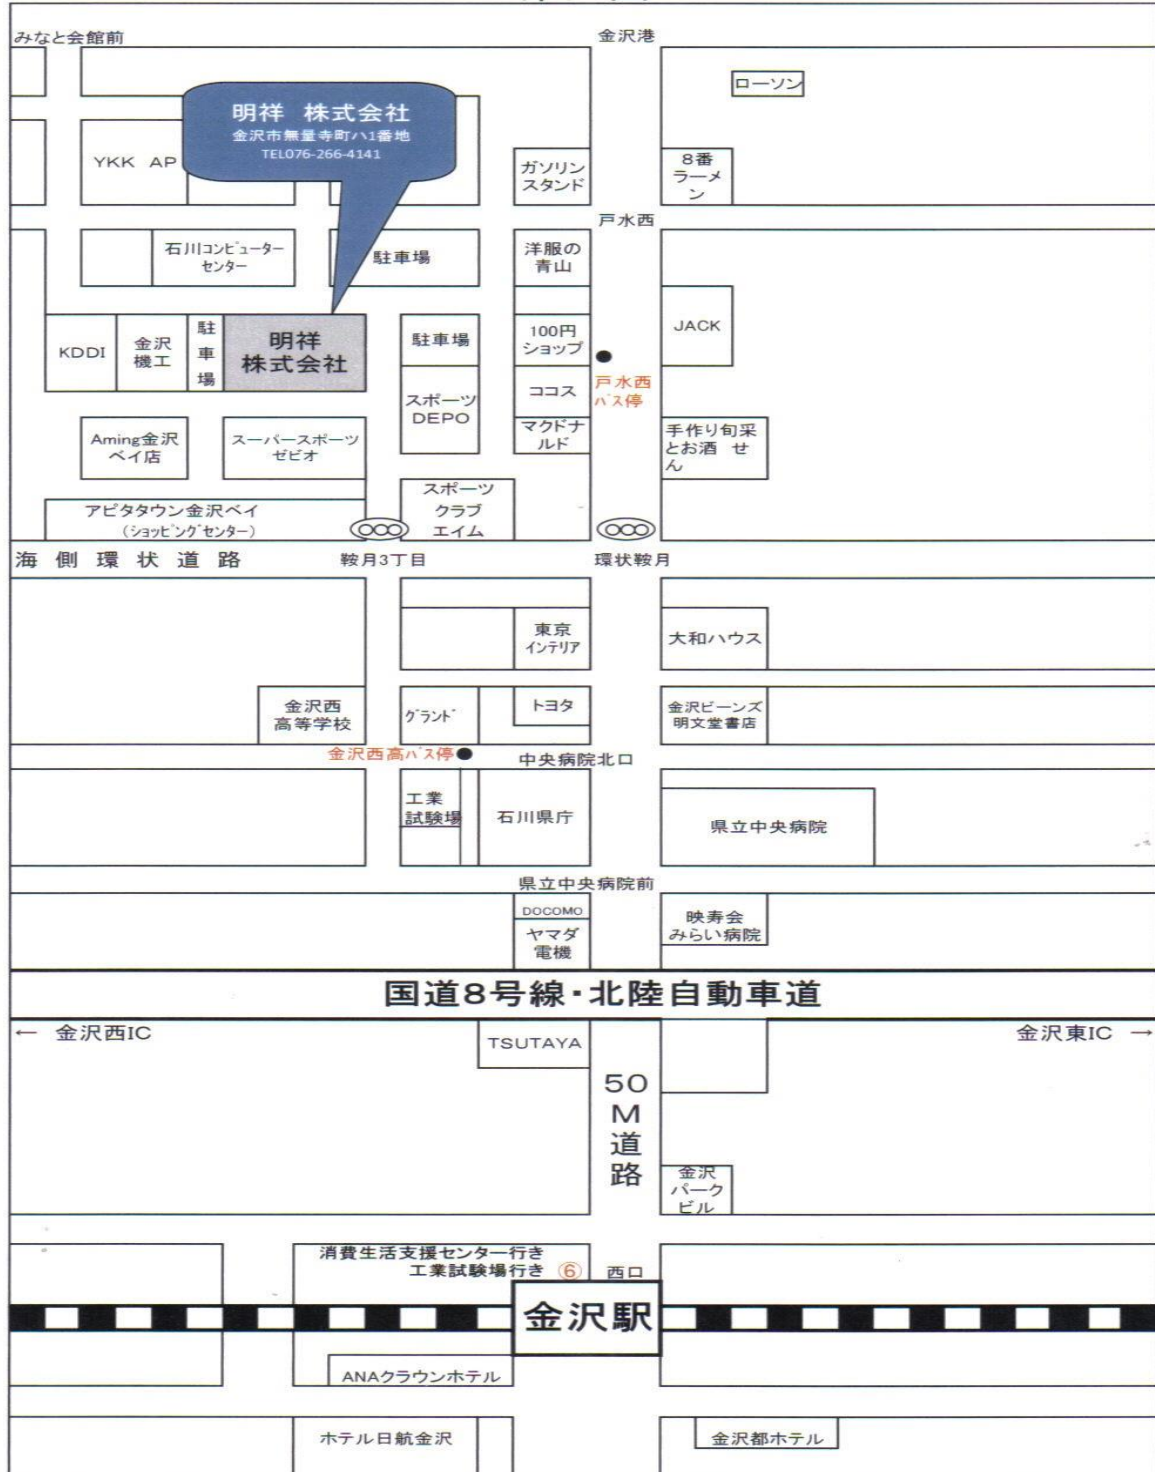 みなと会館前
金沢港
ローソン
明祥 株式会社
金沢市無量寺町ハ1番地
TEL076-266-4141
YKK AP
ガソリン
スタンド
8番
ラーメ
ン
戸水西
石川コンピューター
センター
駐車場
洋服の
青山
KDDI
金沢
機工
駐
車
場
明祥
株式会社
駐車場
100円
ショップ
JACK
スポーツ
DEPO
ココス
戸水西
バス停
Aming金沢
ベイ店
スーパースポーツ
ゼビオ
マクドナ
ルド
手作り旬采
とお酒 せ
ん
アピタタウン金沢ベイ
(ショッピングセンター)
スポーツ
クラブ
エイム
海側環状道路
鞍月3丁目
環状鞍月
東京
インテリア
大和ハウス
金沢西
高等学校
グランド
トヨタ
金沢ビーンズ
明文堂書店
金沢西高バス停
中央病院北口
工業
試験場
石川県庁
県立中央病院
県立中央病院前
DOCOMO
ヤマダ
電機
映寿会
みらい病院
国道8号線・北陸自動車道
← 金沢西IC
金沢東IC →
TSUTAYA
50
M
道
路
金沢
パーク
ビル
消費生活支援センター行き
工業試験場行き ⑥
西口
金沢駅
ANAクラウンホテル
ホテル日航金沢
金沢都ホテル